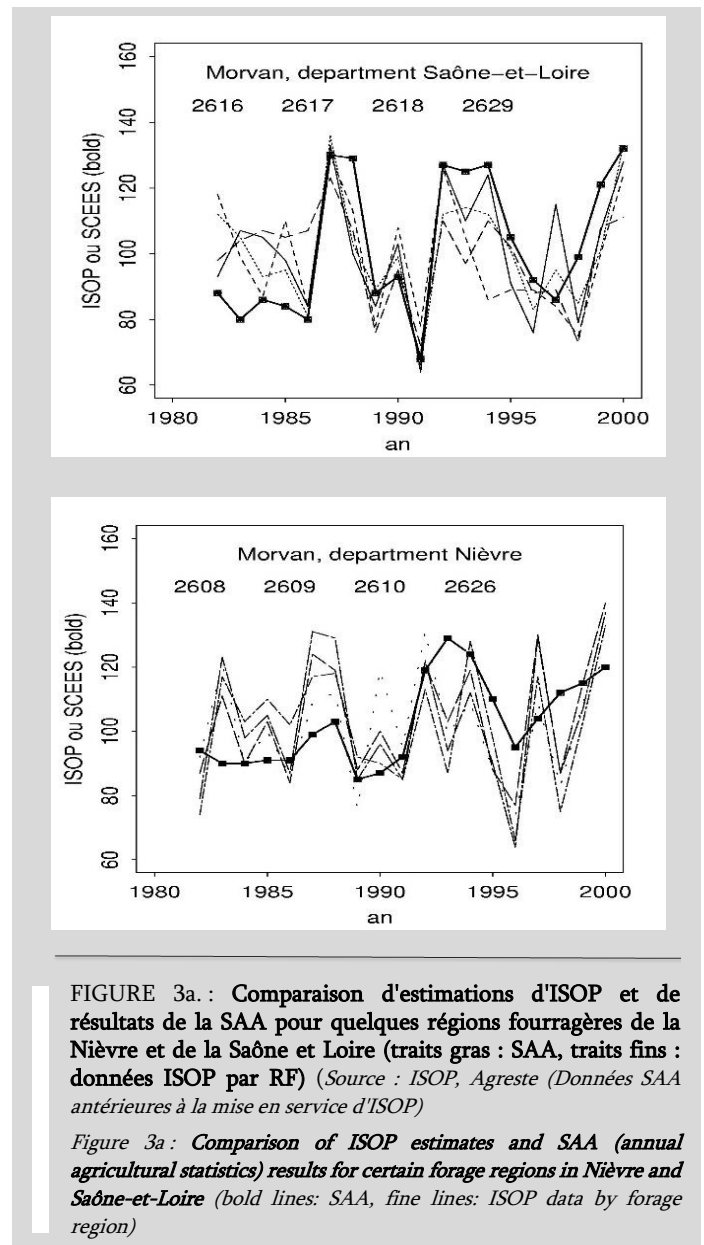 Morvan, department Saône-et-Loire
2616 2617 2618 2629
ISOP ou SCEES (bold)
160
140
120
100
80
60
1980 1985 1990 1995 2000
an
Morvan, department Nièvre
2608 2609 2610 2626
ISOP ou SCEES (bold)
160
140
120
100
80
60
1980 1985 1990 1995 2000
an
FIGURE 3a. : Comparaison d'estimations d'ISOP et de
résultats de la SAA pour quelques régions fourragères de la
Nièvre et de la Saône et Loire (traits gras : SAA, traits fins :
données ISOP par RF) (Source : ISOP, Agreste (Données SAA
antérieures à la mise en service d'ISOP)
Figure 3a : Comparison of ISOP estimates and SAA (annual
agricultural statistics) results for certain forage regions in Nièvre and
Saône-et-Loire (bold lines: SAA, fine lines: ISOP data by forage
region)